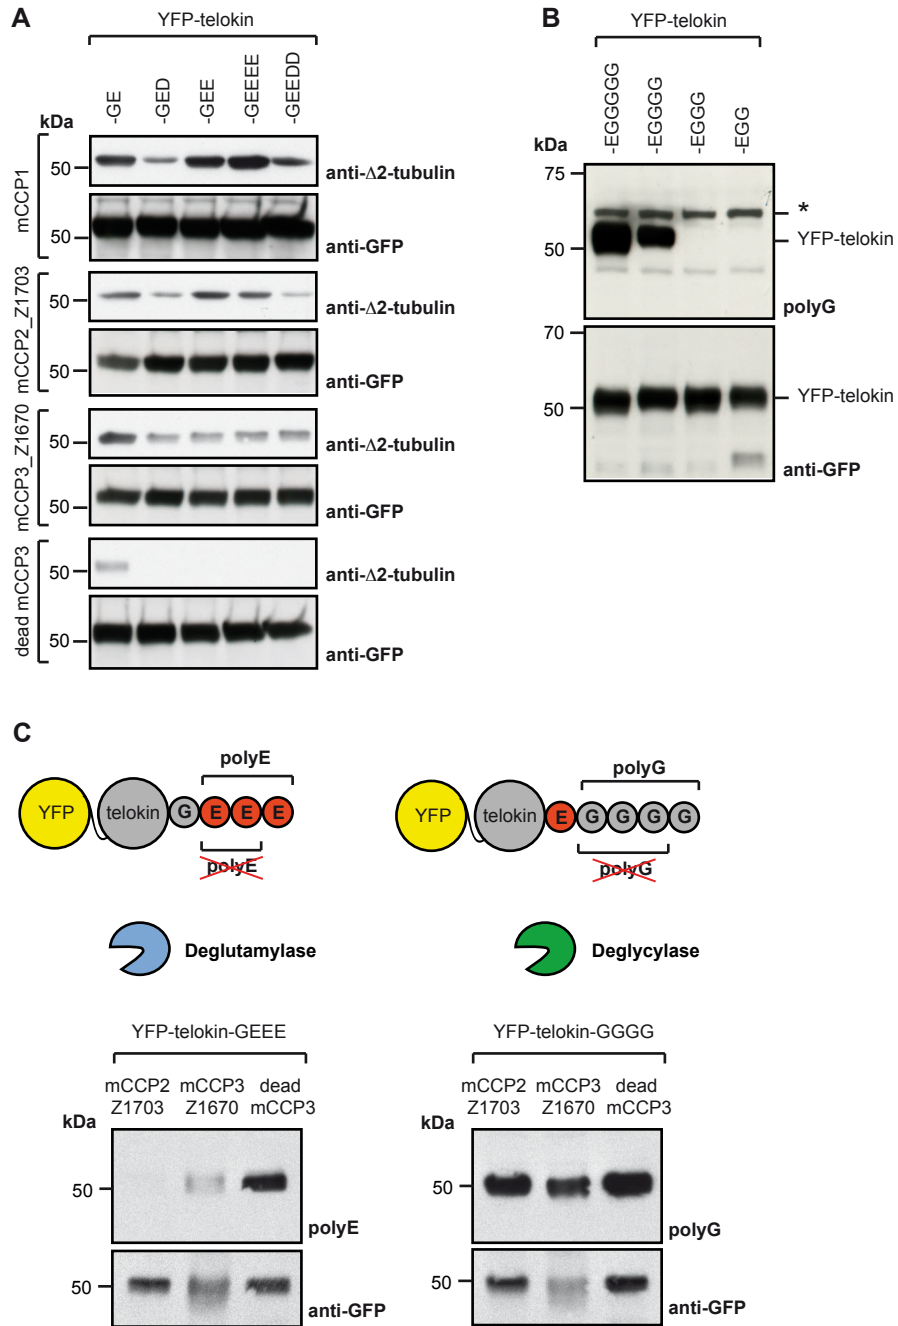 A
YFP-telokin
-GE
-GED
-GEE
-GEEEE
-GEEDD
kDa
mCCP1
50
anti-Δ2-tubulin
50
anti-GFP
mCCP2_Z1703
50
anti-Δ2-tubulin
50
anti-GFP
mCCP3_Z1670
50
anti-Δ2-tubulin
50
anti-GFP
dead mCCP3
50
anti-Δ2-tubulin
50
anti-GFP
B
YFP-telokin
-EGGGGG
-EGGGG
-EGGG
-EGG
kDa
75
*
YFP-telokin
50
polyG
70
YFP-telokin
50
anti-GFP
C
polyE
YFP telokin G E E E
polyE
Deglutamylase
polyG
YFP telokin E G G G G
polyG
Deglycylase
YFP-telokin-GEEE
mCCP2 mCCP3 dead
Z1703 Z1670 mCCP3
kDa
50
polyE
50
anti-GFP
YFP-telokin-GGGG
mCCP2 mCCP3 dead
Z1703 Z1670 mCCP3
kDa
50
polyG
50
anti-GFP